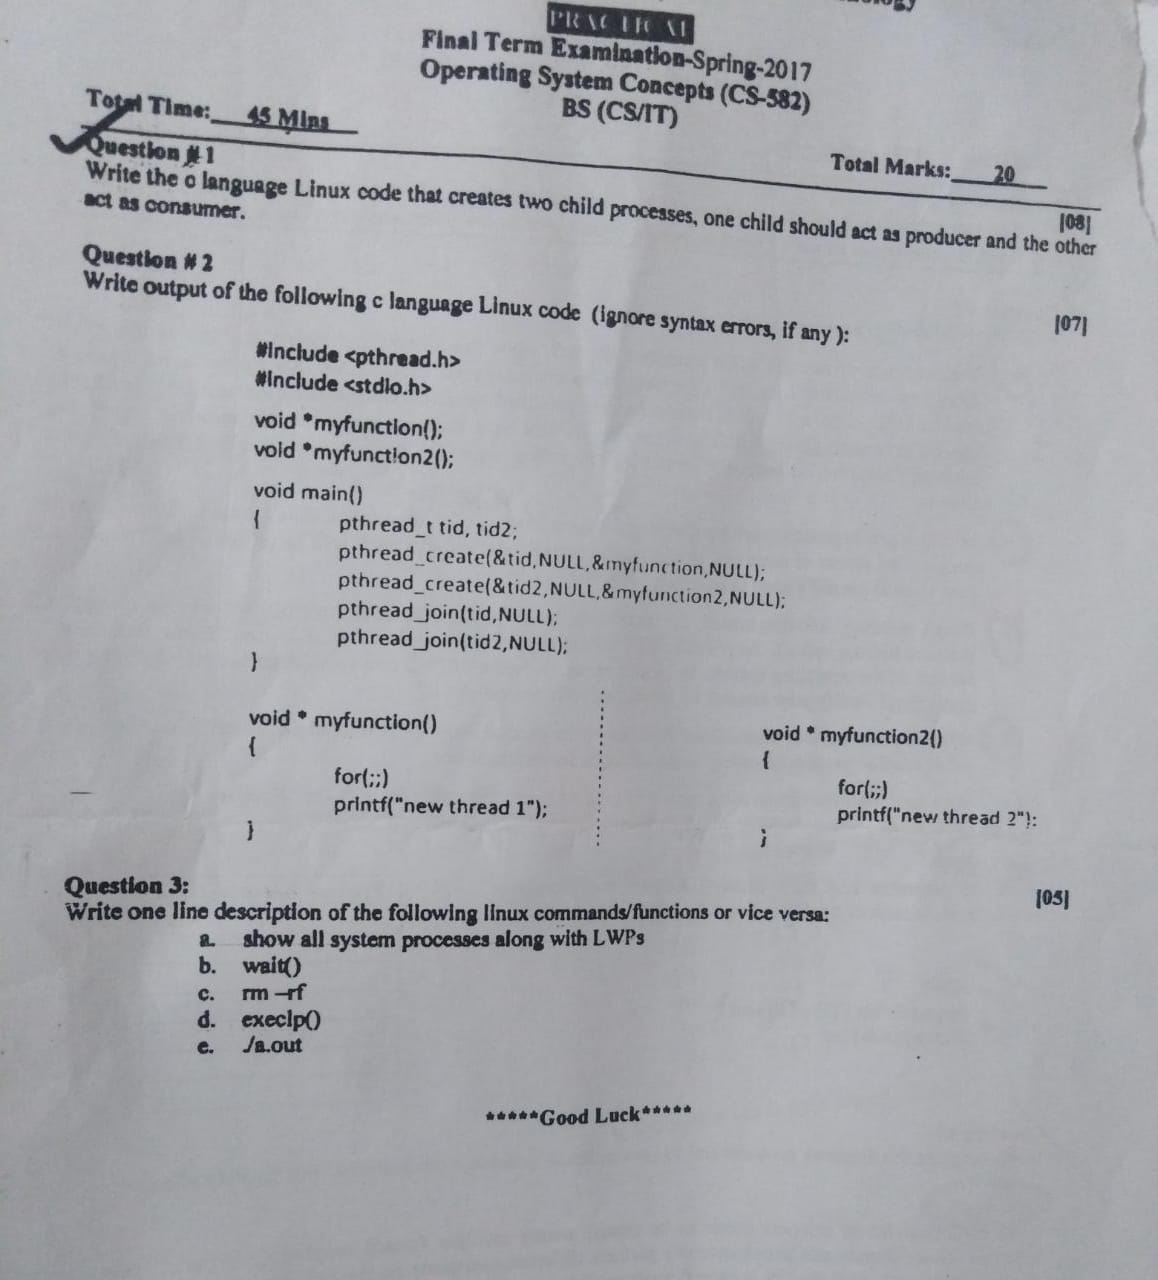 PRACTICAL
Final Term Examination-Spring-2017
Operating System Concepts (CS-582)
BS (CS/IT)
Total Time: 45 Mins
Total Marks: 20
Question # 1
[08]
Write the c language Linux code that creates two child processes, one child should act as producer and the other
act as consumer.
Question # 2
[07]
Write output of the following c language Linux code (ignore syntax errors, if any ):
#include <pthread.h>
#include <stdio.h>
void *myfunction();
void *myfunction2();
void main()
{ pthread_t tid, tid2;
pthread_create(&tid,NULL,&myfunction,NULL);
pthread_create(&tid2,NULL,&myfunction2,NULL);
pthread_join(tid,NULL);
pthread_join(tid2,NULL);
}
void * myfunction()
{
for(;;)
printf("new thread 1");
}
void * myfunction2()
{
for(;;)
printf("new thread 2");
}
Question 3:
[05]
Write one line description of the following linux commands/functions or vice versa:
a. show all system processes along with LWPs
b. wait()
c. rm –rf
d. execlp()
e. ./a.out
*****Good Luck*****